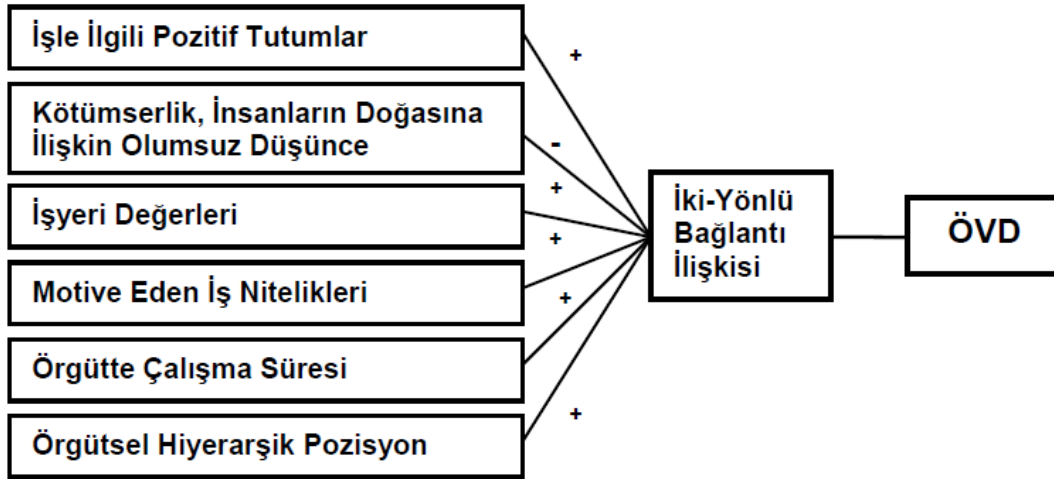 İşle İlgili Pozitif Tutumlar
+
Kötümserlik, İnsanların Doğasına
İlişkin Olumsuz Düşünce
-
+
İşyeri Değerleri
+
Motive Eden İş Nitelikleri
+
Örgütte Çalışma Süresi
Örgütsel Hiyerarşik Pozisyon
+
İki-Yönlü
Bağlantı
İlişkisi
ÖVD